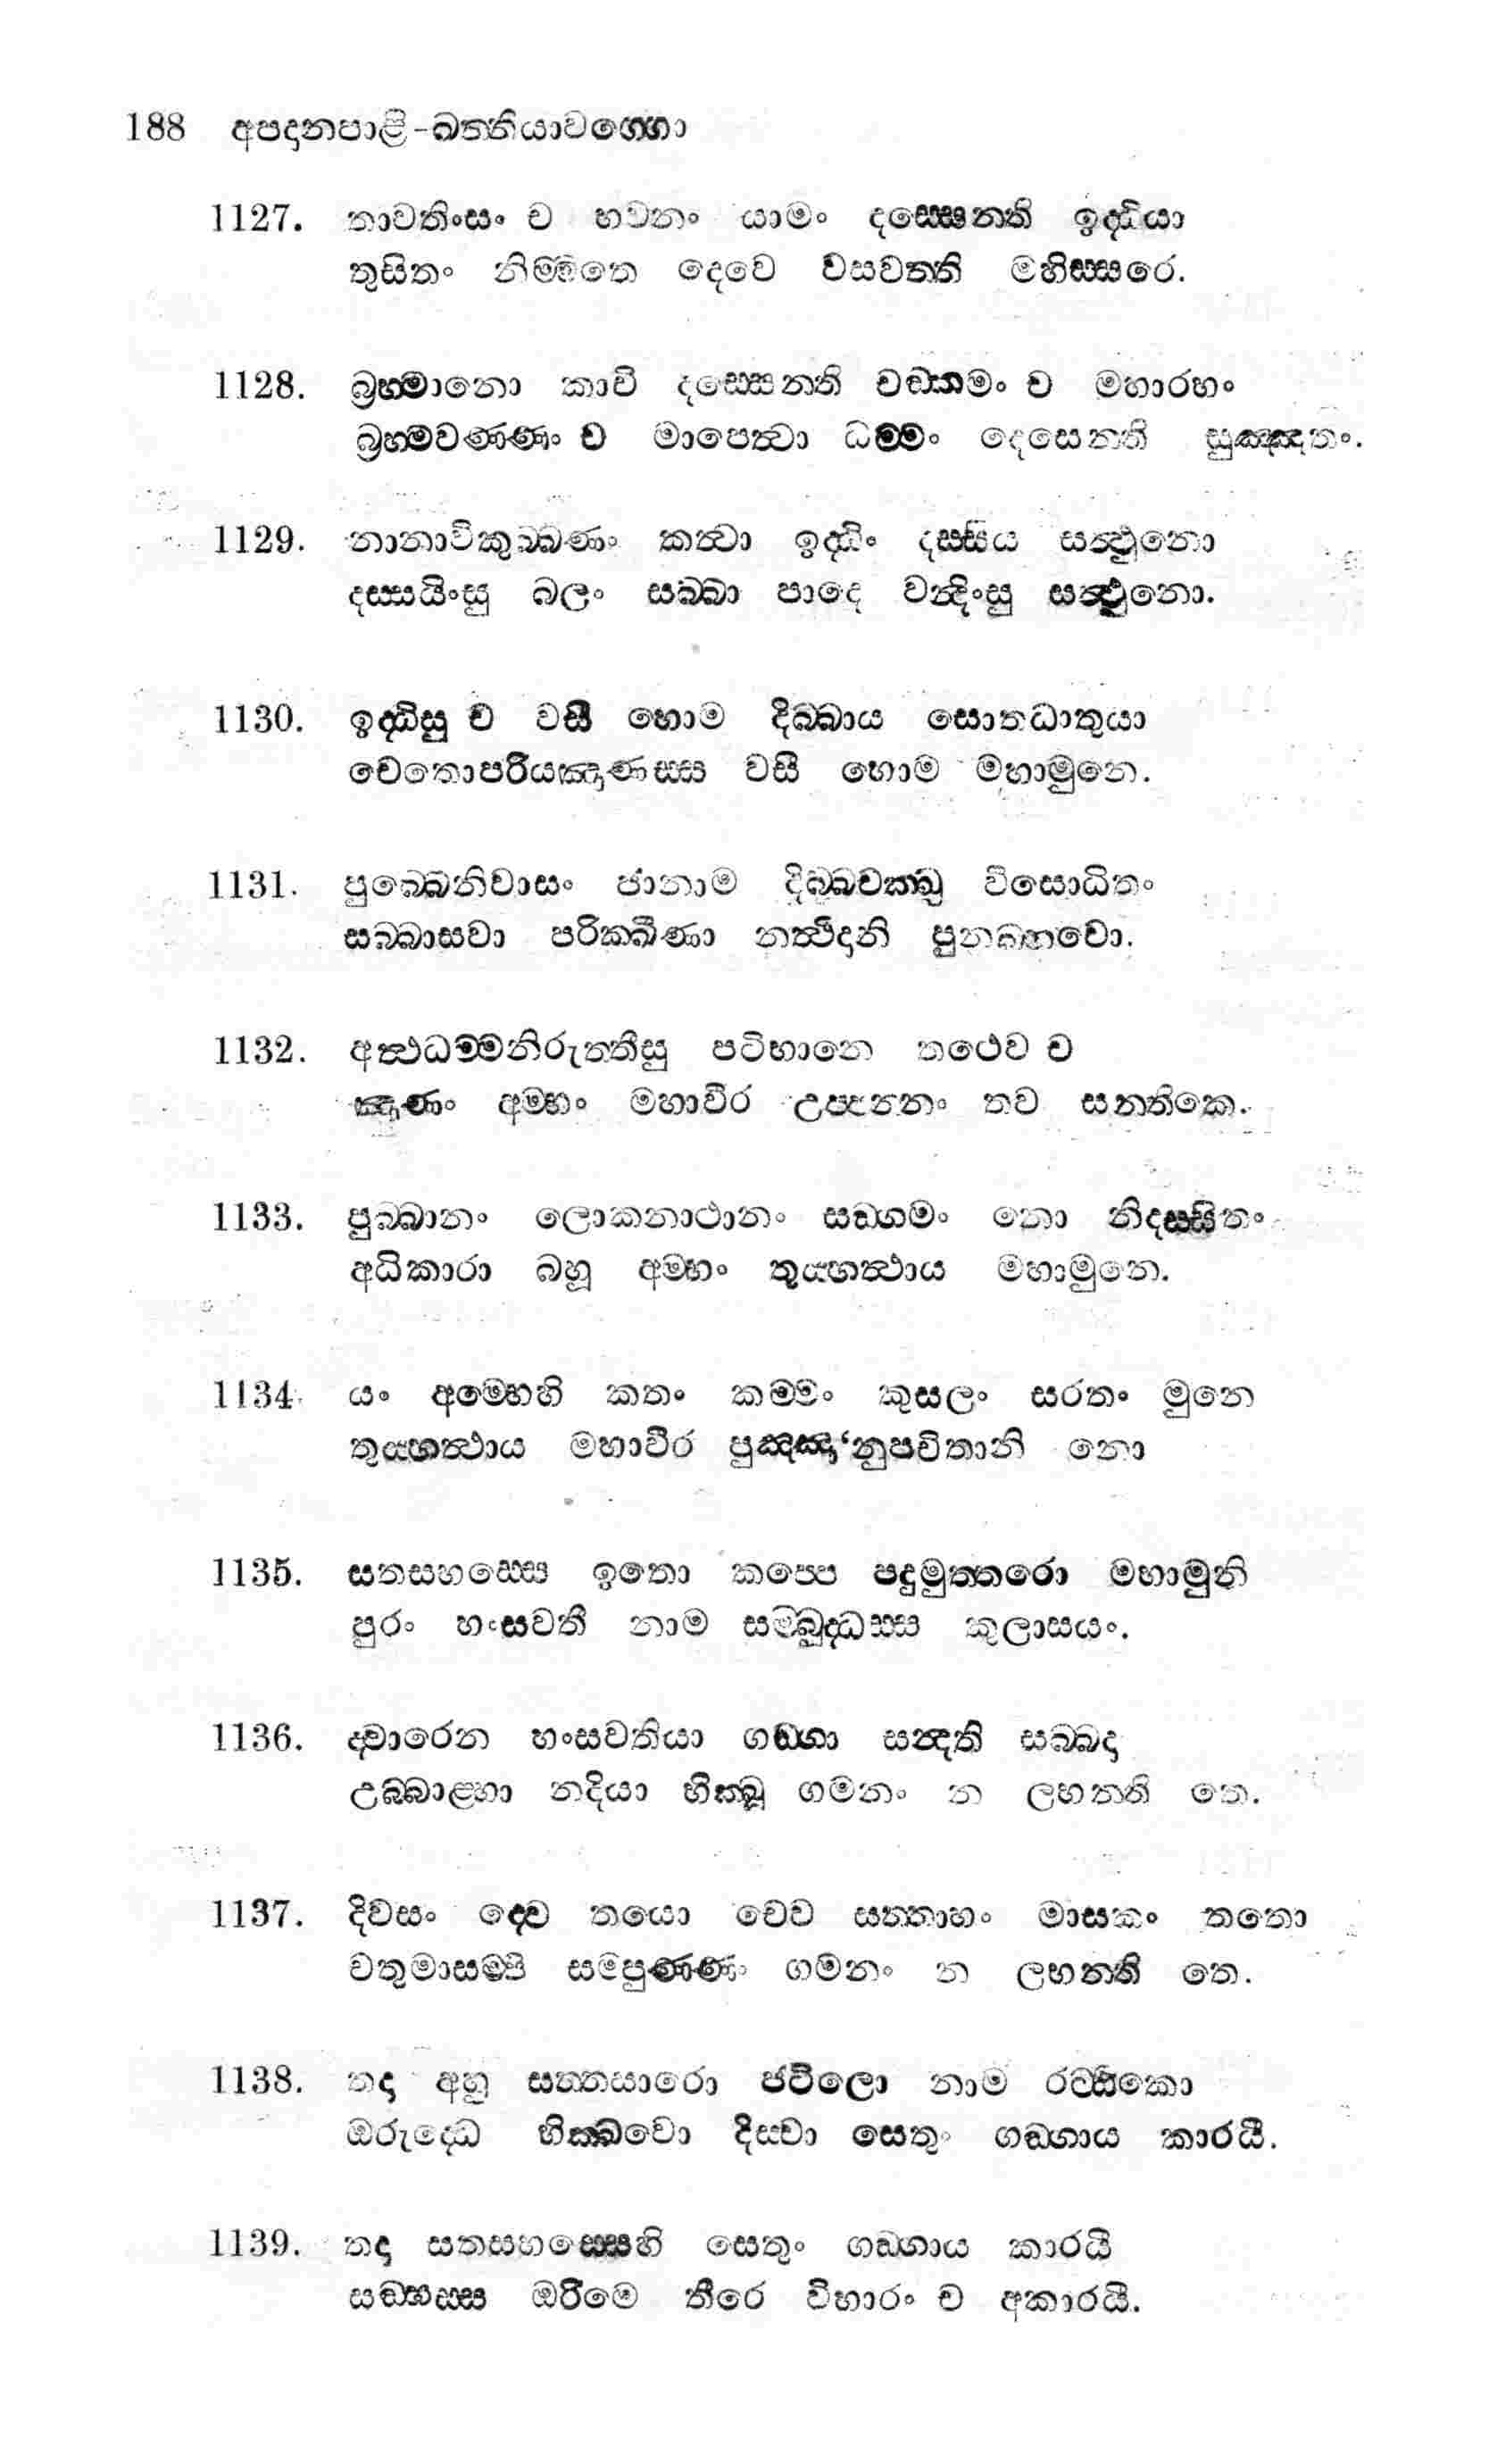 188 අපදානපාළි-ඛත්තියාවග්ගො
1127. තාවතිංසං ච භවනං යාමං දස්සෙන්ති ඉද්ධියා
තුසිතං නිම්මිතෙ දෙවෙ වසවත්ති මහිස්සරෙ.
1128. බ්‍රහ්මානො කාචි දස්සෙන්ති චඞ්කමං ච මහාරහං
බ්‍රහ්මවණ්ණං ච මාපෙත්වා ධම්මං දෙසෙන්ති සුඤ්ඤතං.
1129. නානාවිකුබ්බණං කත්වා ඉද්ධිං දස්සිය සත්ථුනො
දස්සයිංසු බලං සබ්බා පාදෙ වන්දිංසු සත්ථුනො.
1130. ඉද්ධිසු ච වසී හොම දිබ්බාය සොතධාතුයා
චෙතොපරියඤාණස්ස වසී හොම මහාමුනෙ.
1131. පුබ්බෙනිවාසං ජානාම දිබ්බචක්ඛු විසොධිතං
සබ්බාසවා පරික්ඛීණා නත්ථිදානි පුනබ්භවො.
1132. අත්ථධම්මනිරුත්තීසු පටිභානෙ තථෙව ච
ඤාණං අම්හං මහාවීර උප්පන්නං තව සන්තිකෙ.
1133. පුබ්බානං ලොකනාථානං සඞ්ගමං නො නිදස්සිතං
අධිකාරා බහූ අම්හං තුය්හත්ථාය මහාමුනෙ.
1134. යං අම්හෙහි කතං කම්මං කුසලං සරතං මුනෙ
තුය්හත්ථාය මහාවීර පුඤ්ඤා‘නුපචිතානි නො
1135. සතසහස්සෙ ඉතො කප්පෙ පදුමුත්තරො මහාමුනි
පුරං හංසවතී නාම සම්බුද්ධස්ස කුලාසයං.
1136. ද්වාරෙන හංසවතියා ගඞ්ගා සන්දති සබ්බදා
උබ්බාළ්හා නදියා භික්ඛූ ගමනං න ලභන්ති තෙ.
1137. දිවසං ද්වෙ තයො චෙව සත්තාහං මාසකං තතො
චතුමාසම්පි සම්පුණ්ණං ගමනං න ලභන්ති තෙ.
1138. තදා අහු සත්තයාරො ජටිලො නාම රට්ඨිකො
ඔරුද්ධෙ භික්ඛවො දිස්වා සෙතුං ගඞ්ගාය කාරයී.
1139. තදා සතසහස්සෙහි සෙතුං ගඞ්ගාය කාරයී
සඞ්ඝස්ස ඔරිමෙ තීරෙ විහාරං ච අකාරයී.